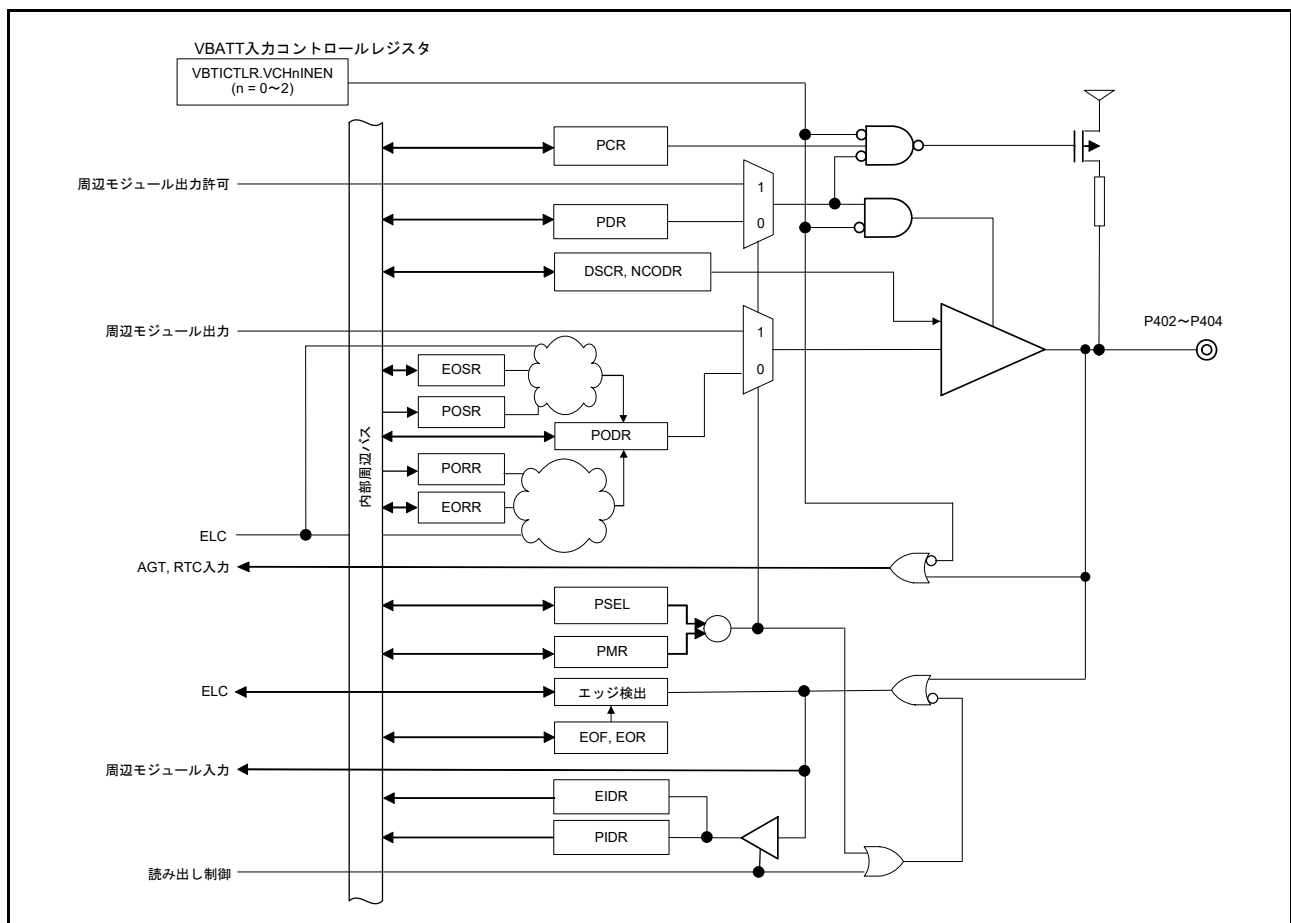 VBATT入力コントロールレジスタ
VBTICTLR.VCHnINEN
(n = 0～2)
PCR
周辺モジュール出力許可
1
PDR
0
DSCR, NCODR
P402～P404
周辺モジュール出力
1
EOSR
0
POSR
PODR
内部周辺バス
PORR
EORR
ELC
AGT, RTC入力
PSEL
PMR
ELC
エッジ検出
EOF, EOR
周辺モジュール入力
EIDR
PIDR
読み出し制御